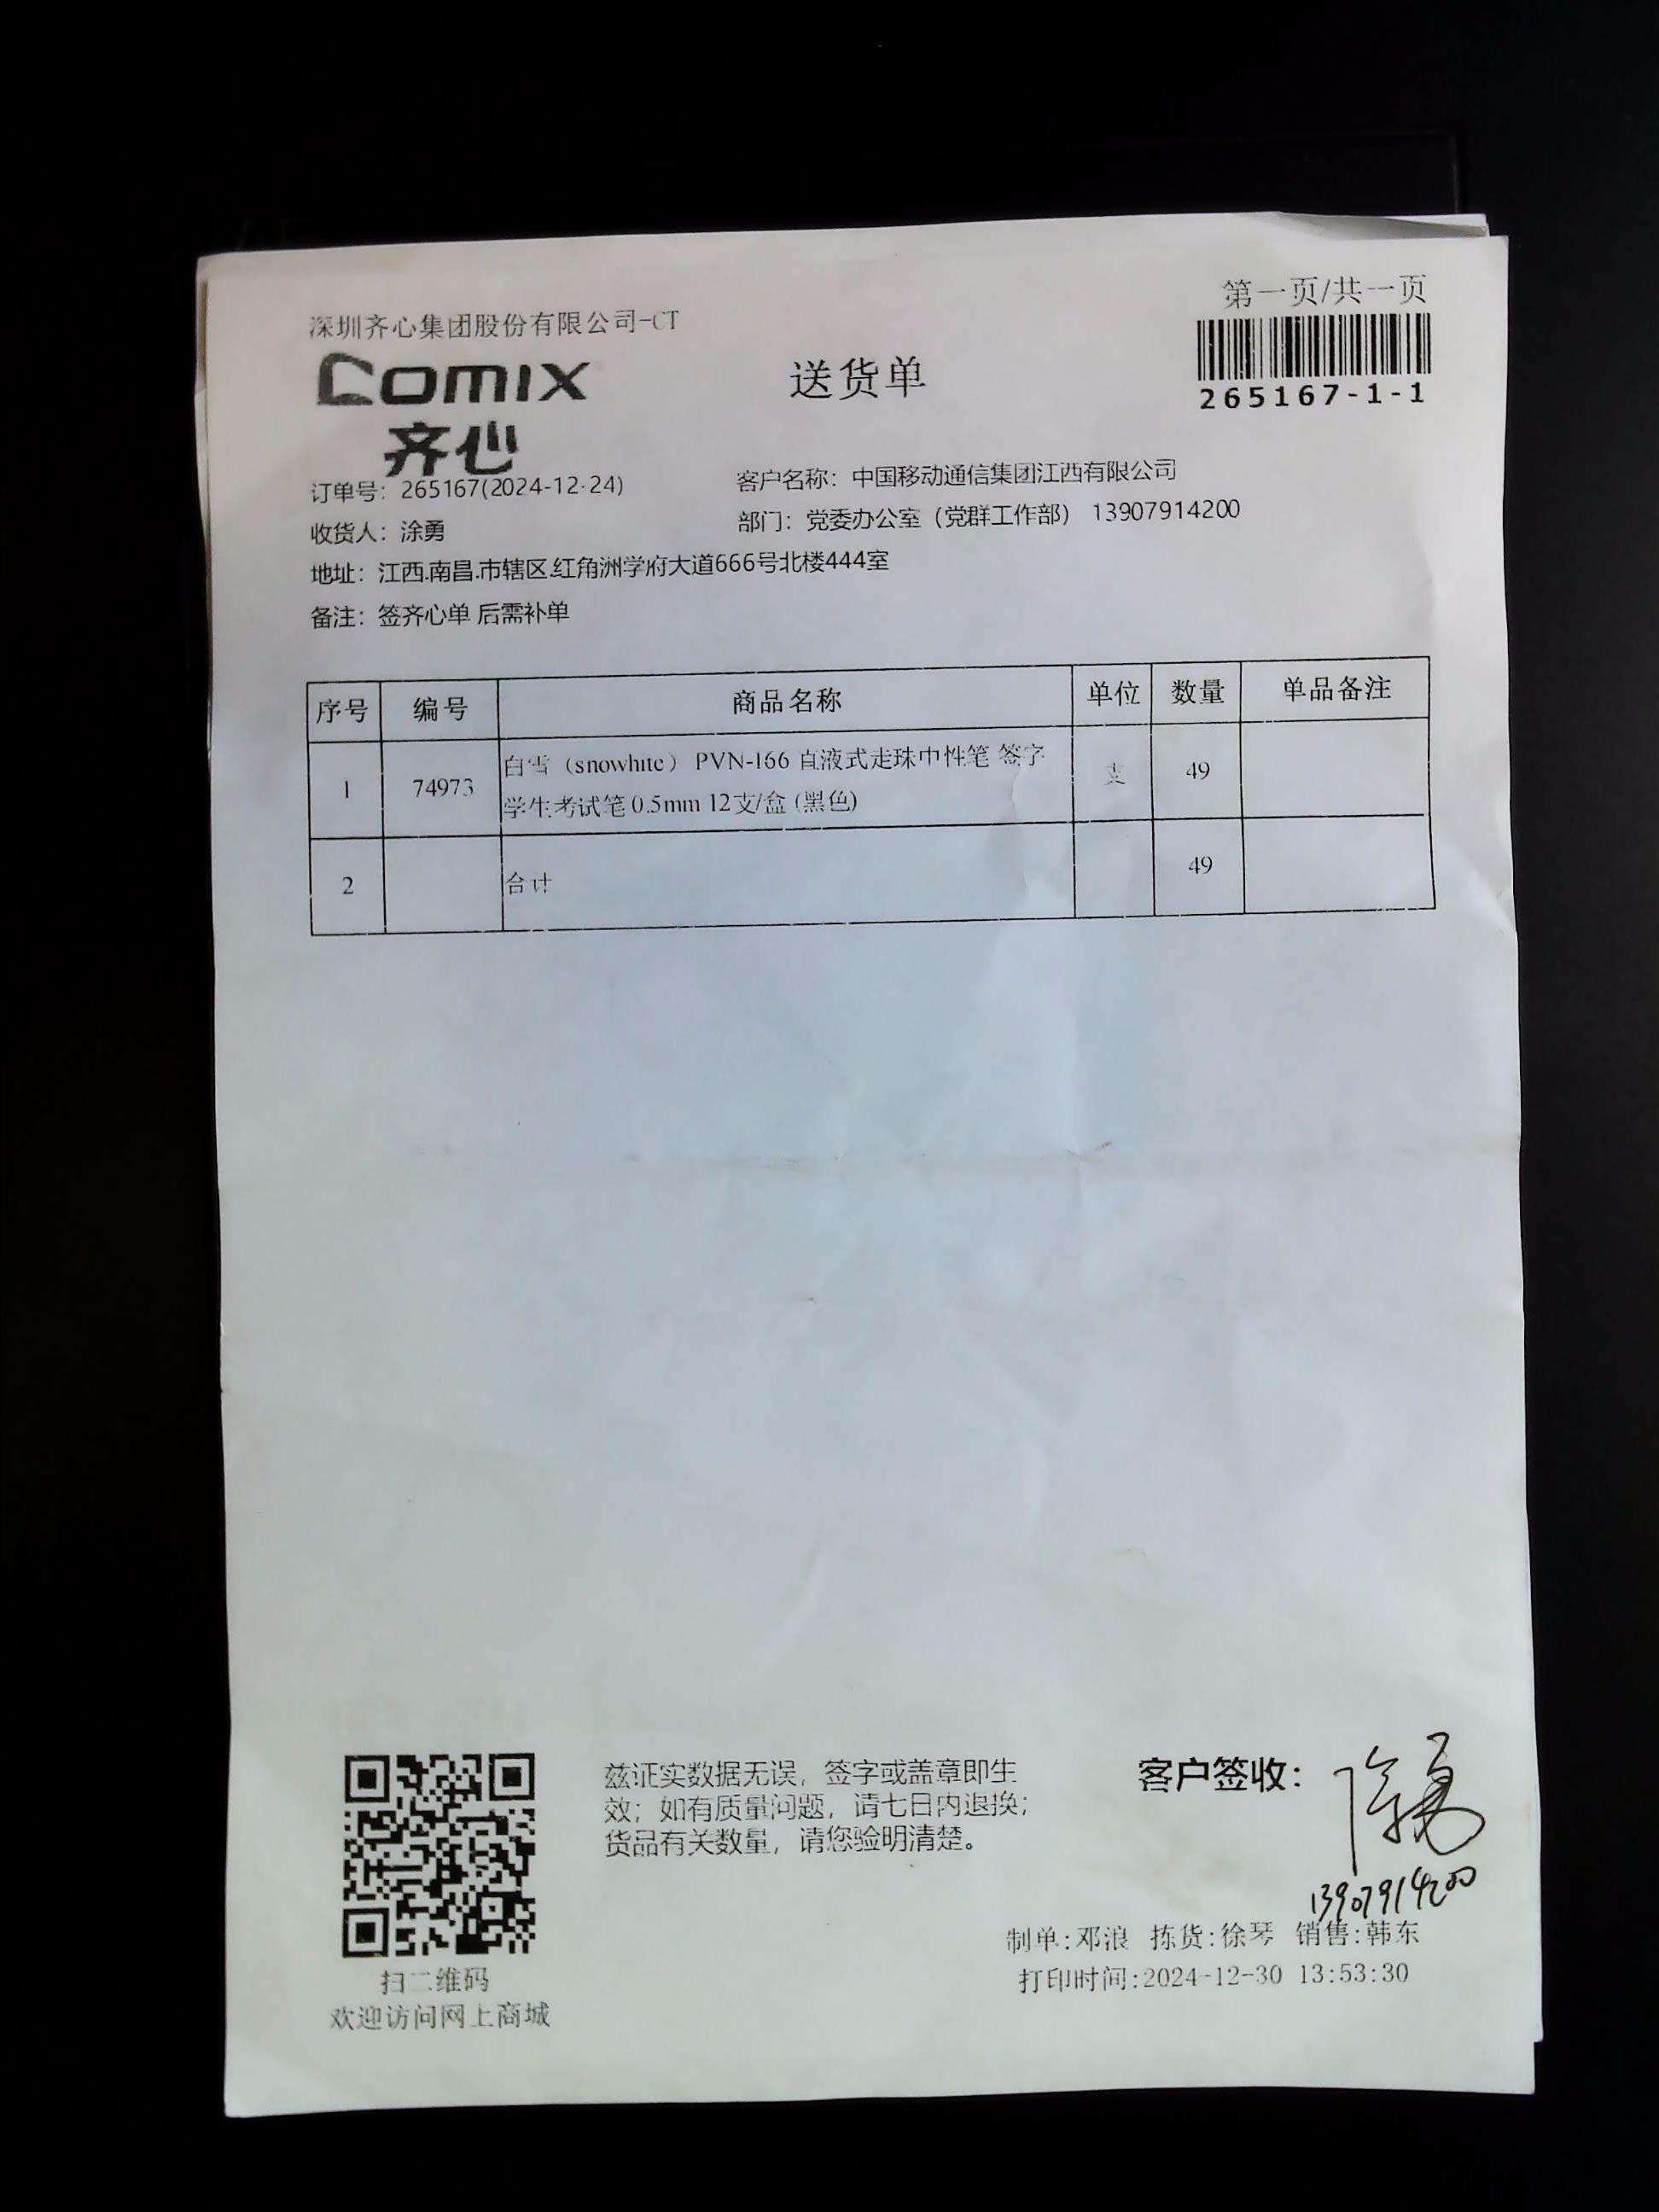 第一页/共一页
深圳齐心集团股份有限公司-CT
COMIX
齐心
送货单
265167-1-1
订单号：265167(2024-12-24)
客户名称：中国移动通信集团江西有限公司
收货人：涂勇
部门：党委办公室（党群工作部） 13907914200
地址：江西.南昌.市辖区.红角洲学府大道666号北楼444室
备注：签齐心单 后需补单
序号 编号 商品名称 单位 数量 单品备注
1 74973 白雪（snowhite） PVN-166 直液式走珠中性笔 签字 支 49
学生考试笔 0.5mm 12支/盒 (黑色)
2 合计 49
兹证实数据无误，签字或盖章即生
效；如有质量问题，请七日内退换；
货品有关数量，请您验明清楚。
客户签收：涂勇
13907914200
制单:邓浪 拣货:徐琴 销售:韩东
打印时间:2024-12-30 13:53:30
扫二维码
欢迎访问网上商城